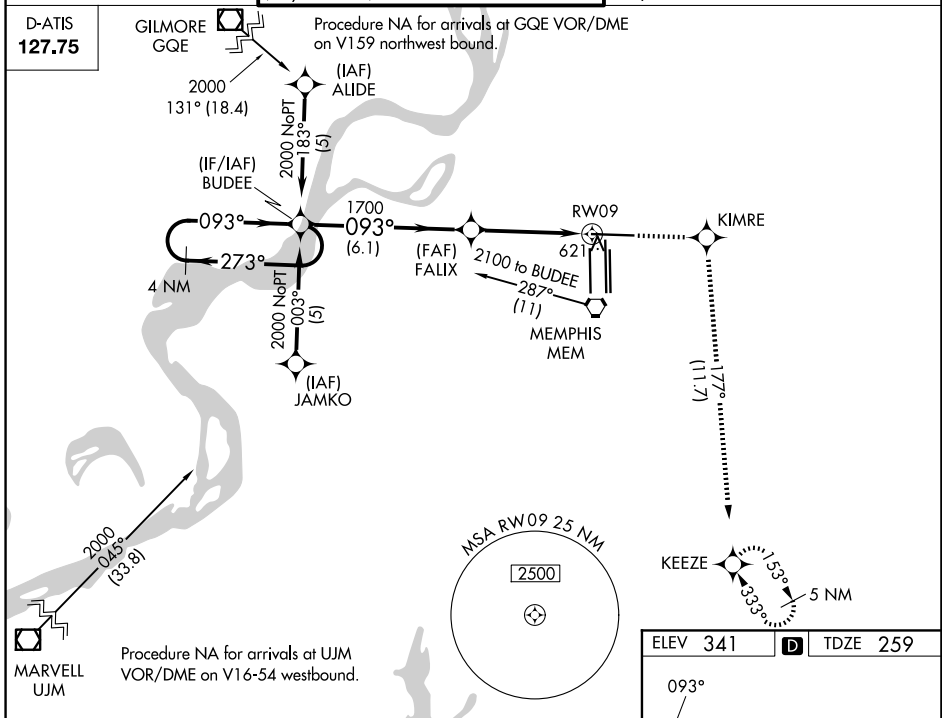 D-ATIS
127.75
GILMORE
GQE
Procedure NA for arrivals at GQE VOR/DME
on V159 northwest bound.
(IAF)
ALIDE
2000
131° (18.4)
2000 NoPT
183°
(5)
(IF/IAF)
BUDEE
093°
1700
093°
(6.1)
RW09
KIMRE
621
(FAF)
FALIX
273°
4 NM
2100 to BUDEE
287°
(11)
2000 NoPT
003°
(5)
MEMPHIS
MEM
(IAF)
JAMKO
177°
(11.7)
2000
045°
(33.8)
MSA RW09 25 NM
2500
KEEZE
153°
333°
5 NM
MARVELL
UJM
Procedure NA for arrivals at UJM
VOR/DME on V16-54 westbound.
ELEV 341 D TDZE 259
093°